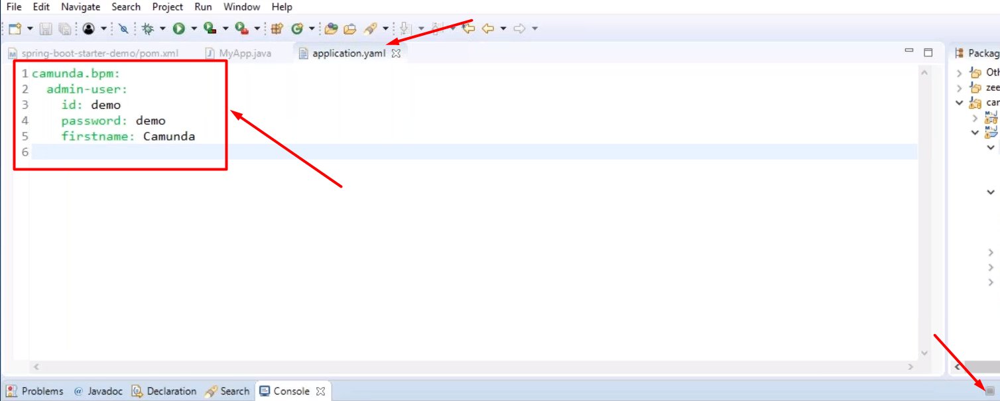 File Edit Navigate Search Project Run Window Help
spring-boot-starter-demo/pom.xml MyApp.java application.yaml
Packag
1 camunda.bpm:
2 admin-user:
3 id: demo
4 password: demo
5 firstname: Camunda
6
Oth
zee
car
Problems @ Javadoc Declaration Search Console